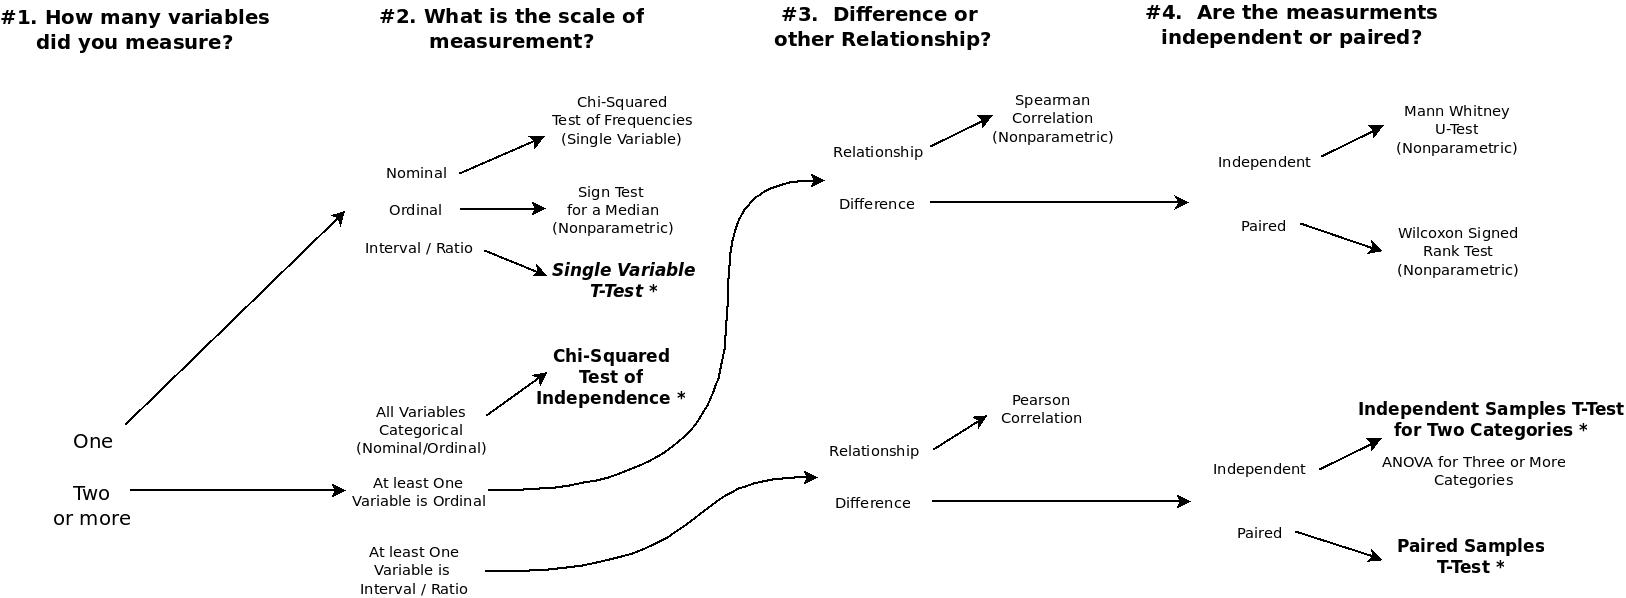 #1. How many variables
did you measure?
#2. What is the scale of
measurement?
#3.  Difference or
other Relationship?
#4.  Are the measurments
independent or paired?
One
Two
or more
Nominal
Ordinal
Interval / Ratio
Chi-Squared
Test of Frequencies
(Single Variable)
Sign Test
for a Median
(Nonparametric)
Single Variable
T-Test *
All Variables
Categorical
(Nominal/Ordinal)
Chi-Squared
Test of
Independence *
At least One
Variable is Ordinal
At least One
Variable is
Interval / Ratio
Relationship
Spearman
Correlation
(Nonparametric)
Difference
Independent
Mann Whitney
U-Test
(Nonparametric)
Paired
Wilcoxon Signed
Rank Test
(Nonparametric)
Relationship
Pearson
Correlation
Difference
Independent
Independent Samples T-Test
for Two Categories *
ANOVA for Three or More
Categories
Paired
Paired Samples
T-Test *